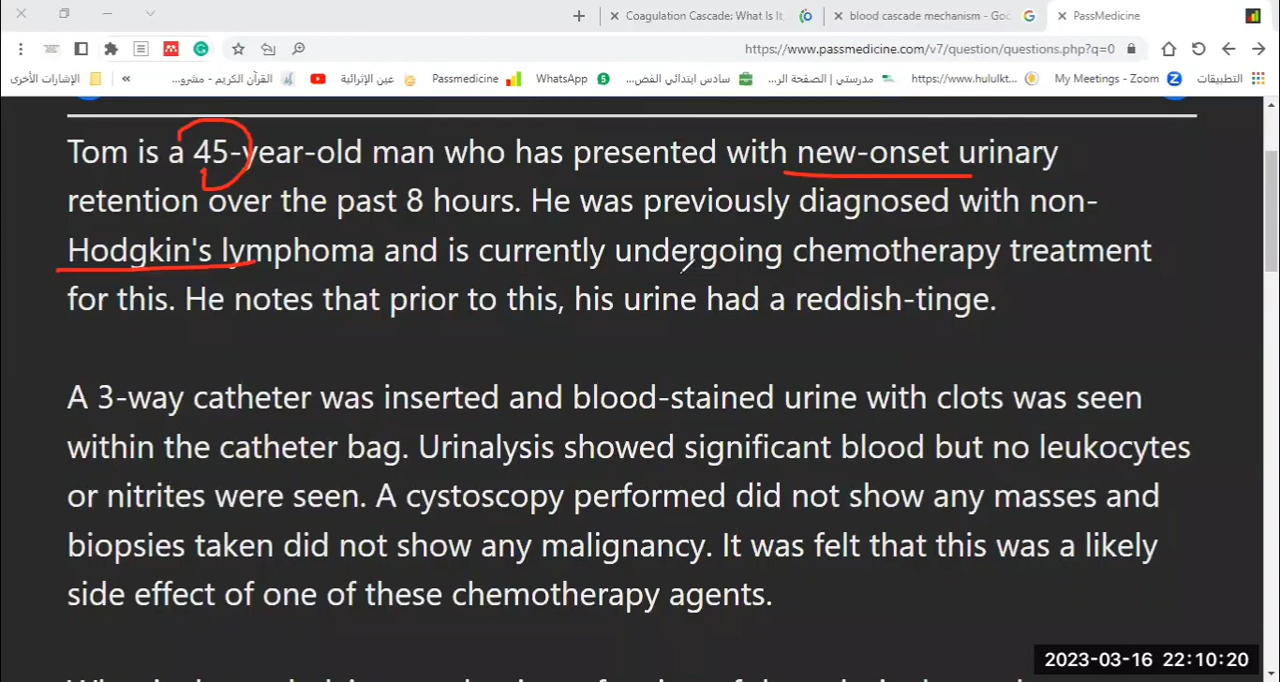 Coagulation Cascade: What Is It,
blood cascade mechanism - Goo
PassMedicine
https://www.passmedicine.com/v7/question/questions.php?q=0
الإشارات الأخرى
«
القرآن الكريم - مشرو...
عين الإثرائية
Passmedicine
WhatsApp
سادس ابتدائي الفص...
مدرستي | الصفحة الر...
https://www.hululkt...
My Meetings - Zoom
التطبيقات
Tom is a 45-year-old man who has presented with new-onset urinary
retention over the past 8 hours. He was previously diagnosed with non-
Hodgkin's lymphoma and is currently undergoing chemotherapy treatment
for this. He notes that prior to this, his urine had a reddish-tinge.
A 3-way catheter was inserted and blood-stained urine with clots was seen
within the catheter bag. Urinalysis showed significant blood but no leukocytes
or nitrites were seen. A cystoscopy performed did not show any masses and
biopsies taken did not show any malignancy. It was felt that this was a likely
side effect of one of these chemotherapy agents.
2023-03-16 22:10:20